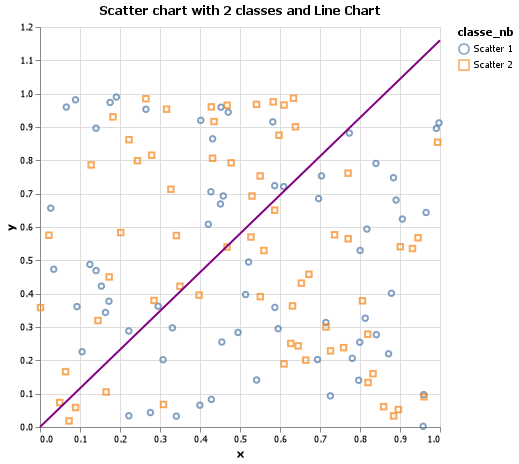 Scatter chart with 2 classes and Line Chart
classe_nb
Scatter 1
Scatter 2
y
1.2
1.1
1.0
0.9
0.8
0.7
0.6
0.5
0.4
0.3
0.2
0.1
0.0
0.0 0.1 0.2 0.3 0.4 0.5 0.6 0.7 0.8 0.9 1.0
x